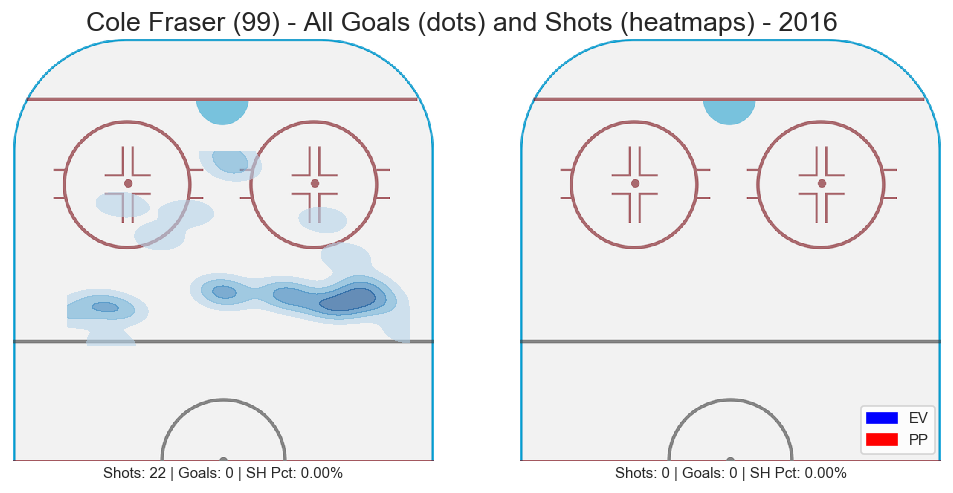 Cole Fraser (99) - All Goals (dots) and Shots (heatmaps) - 2016
EV
PP
Shots: 22 | Goals: 0 | SH Pct: 0.00%
Shots: 0 | Goals: 0 | SH Pct: 0.00%